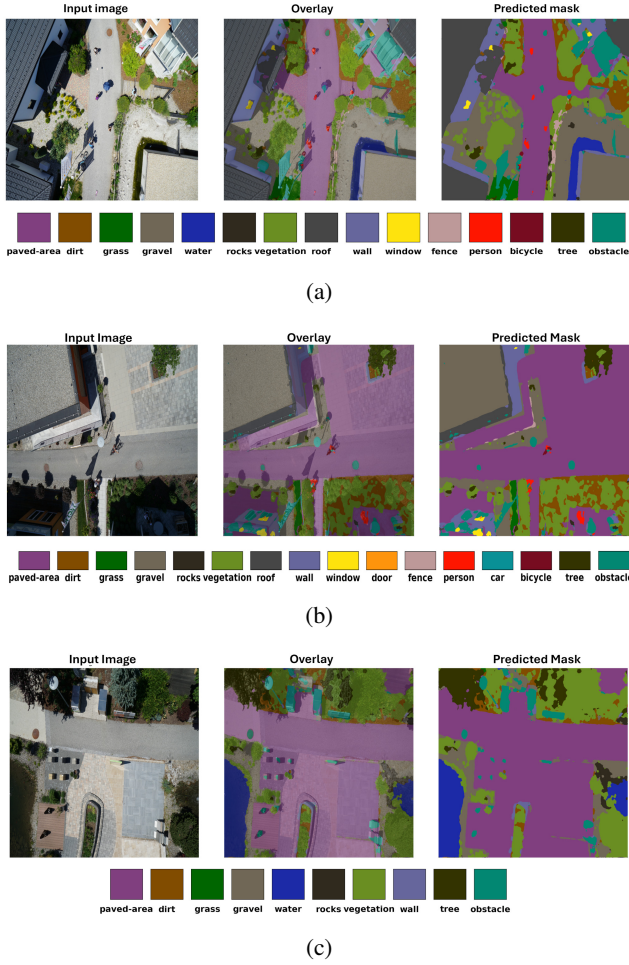 Input image Overlay Predicted mask
paved-area dirt grass gravel water rocks vegetation roof wall window fence person bicycle tree obstacle
(a)
Input Image Overlay Predicted Mask
paved-area dirt grass gravel rocks vegetation roof wall window door fence person car bicycle tree obstacle
(b)
Input Image Overlay Predicted Mask
paved-area dirt grass gravel water rocks vegetation wall tree obstacle
(c)